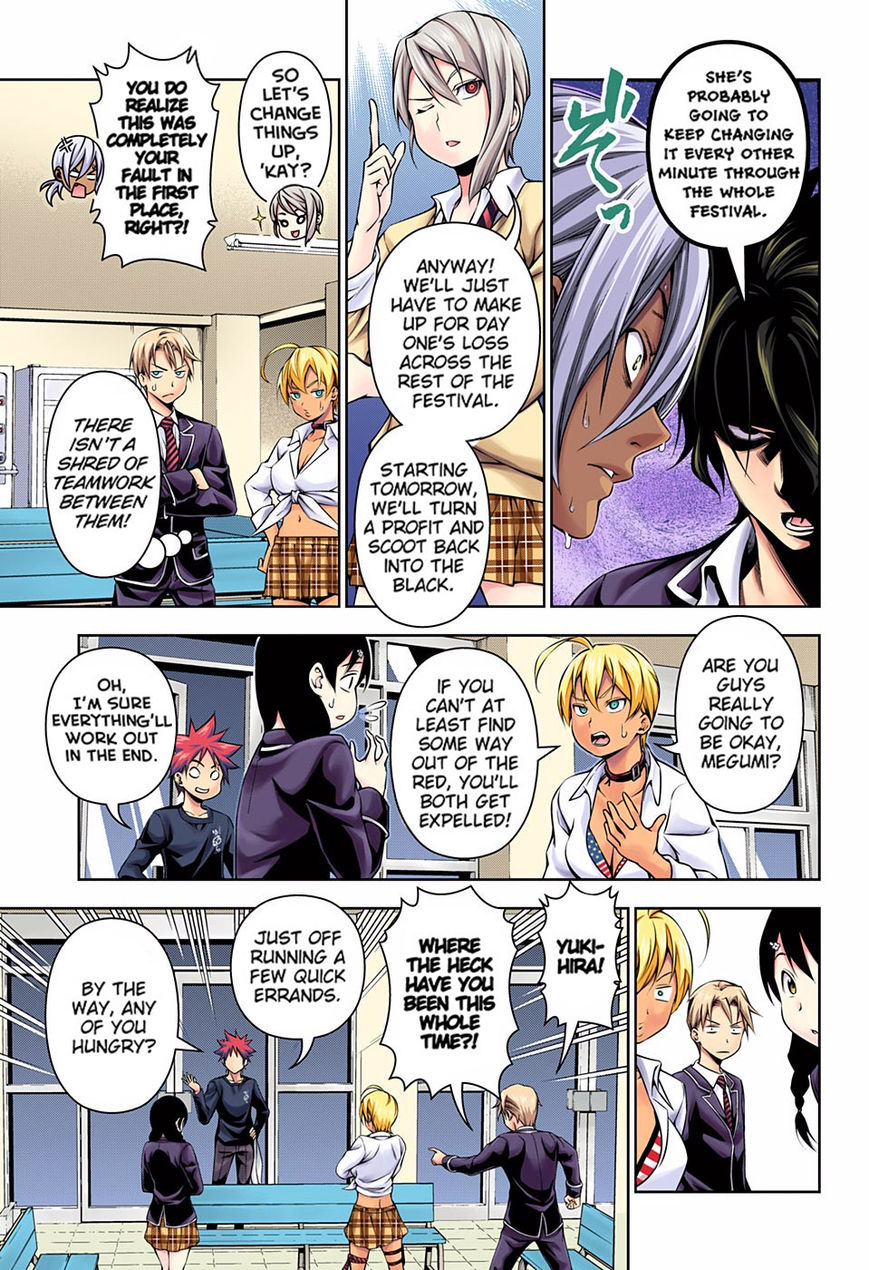 SHE'S
PROBABLY
GOING TO
KEEP CHANGING
IT EVERY OTHER
MINUTE THROUGH
THE WHOLE
FESTIVAL.
ぞっ
ANYWAY!
WE'LL JUST
HAVE TO MAKE
UP FOR DAY
ONE'S LOSS
ACROSS THE
REST OF THE
FESTIVAL.
STARTING
TOMORROW,
WE'LL TURN
A PROFIT AND
SCOOT BACK
INTO THE
BLACK.
SO
LET'S
CHANGE
THINGS
UP,
'KAY?
YOU DO
REALIZE
THIS WAS
COMPLETELY
YOUR
FAULT IN
THE FIRST
PLACE,
RIGHT?!
THERE
ISN'T A
SHRED OF
TEAMWORK
BETWEEN
THEM!
ARE YOU
GUYS
REALLY
GOING TO
BE OKAY,
MEGUMI?
IF YOU
CAN'T AT
LEAST FIND
SOME WAY
OUT OF THE
RED, YOU'LL
BOTH GET
EXPELLED!
OH,
I'M SURE
EVERYTHING'LL
WORK OUT
IN THE END.
YUKI-
HIRA!
WHERE
THE HECK
HAVE YOU
BEEN THIS
WHOLE
TIME?!
JUST OFF
RUNNING A
FEW QUICK
ERRANDS.
BY THE
WAY, ANY
OF YOU
HUNGRY?